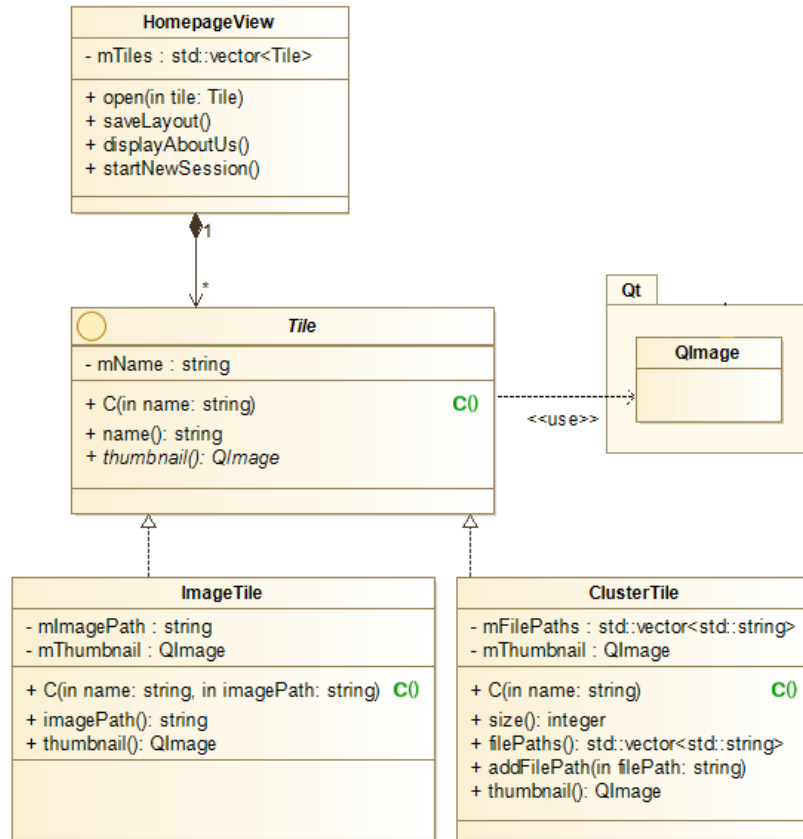 HomepageView
- mTiles : std::vector<Tile>
+ open(in tile: Tile)
+ saveLayout()
+ displayAboutUs()
+ startNewSession()
1
*
Tile
- mName : string
+ C(in name: string) C()
+ name(): string
+ thumbnail(): QImage
<<use>>
Qt
QImage
ImageTile
- mImagePath : string
- mThumbnail : QImage
+ C(in name: string, in imagePath: string) C()
+ imagePath(): string
+ thumbnail(): QImage
ClusterTile
- mFilePaths : std::vector<std::string>
- mThumbnail : QImage
+ C(in name: string) C()
+ size(): integer
+ filePaths(): std::vector<std::string>
+ addFilePath(in filePath: string)
+ thumbnail(): QImage